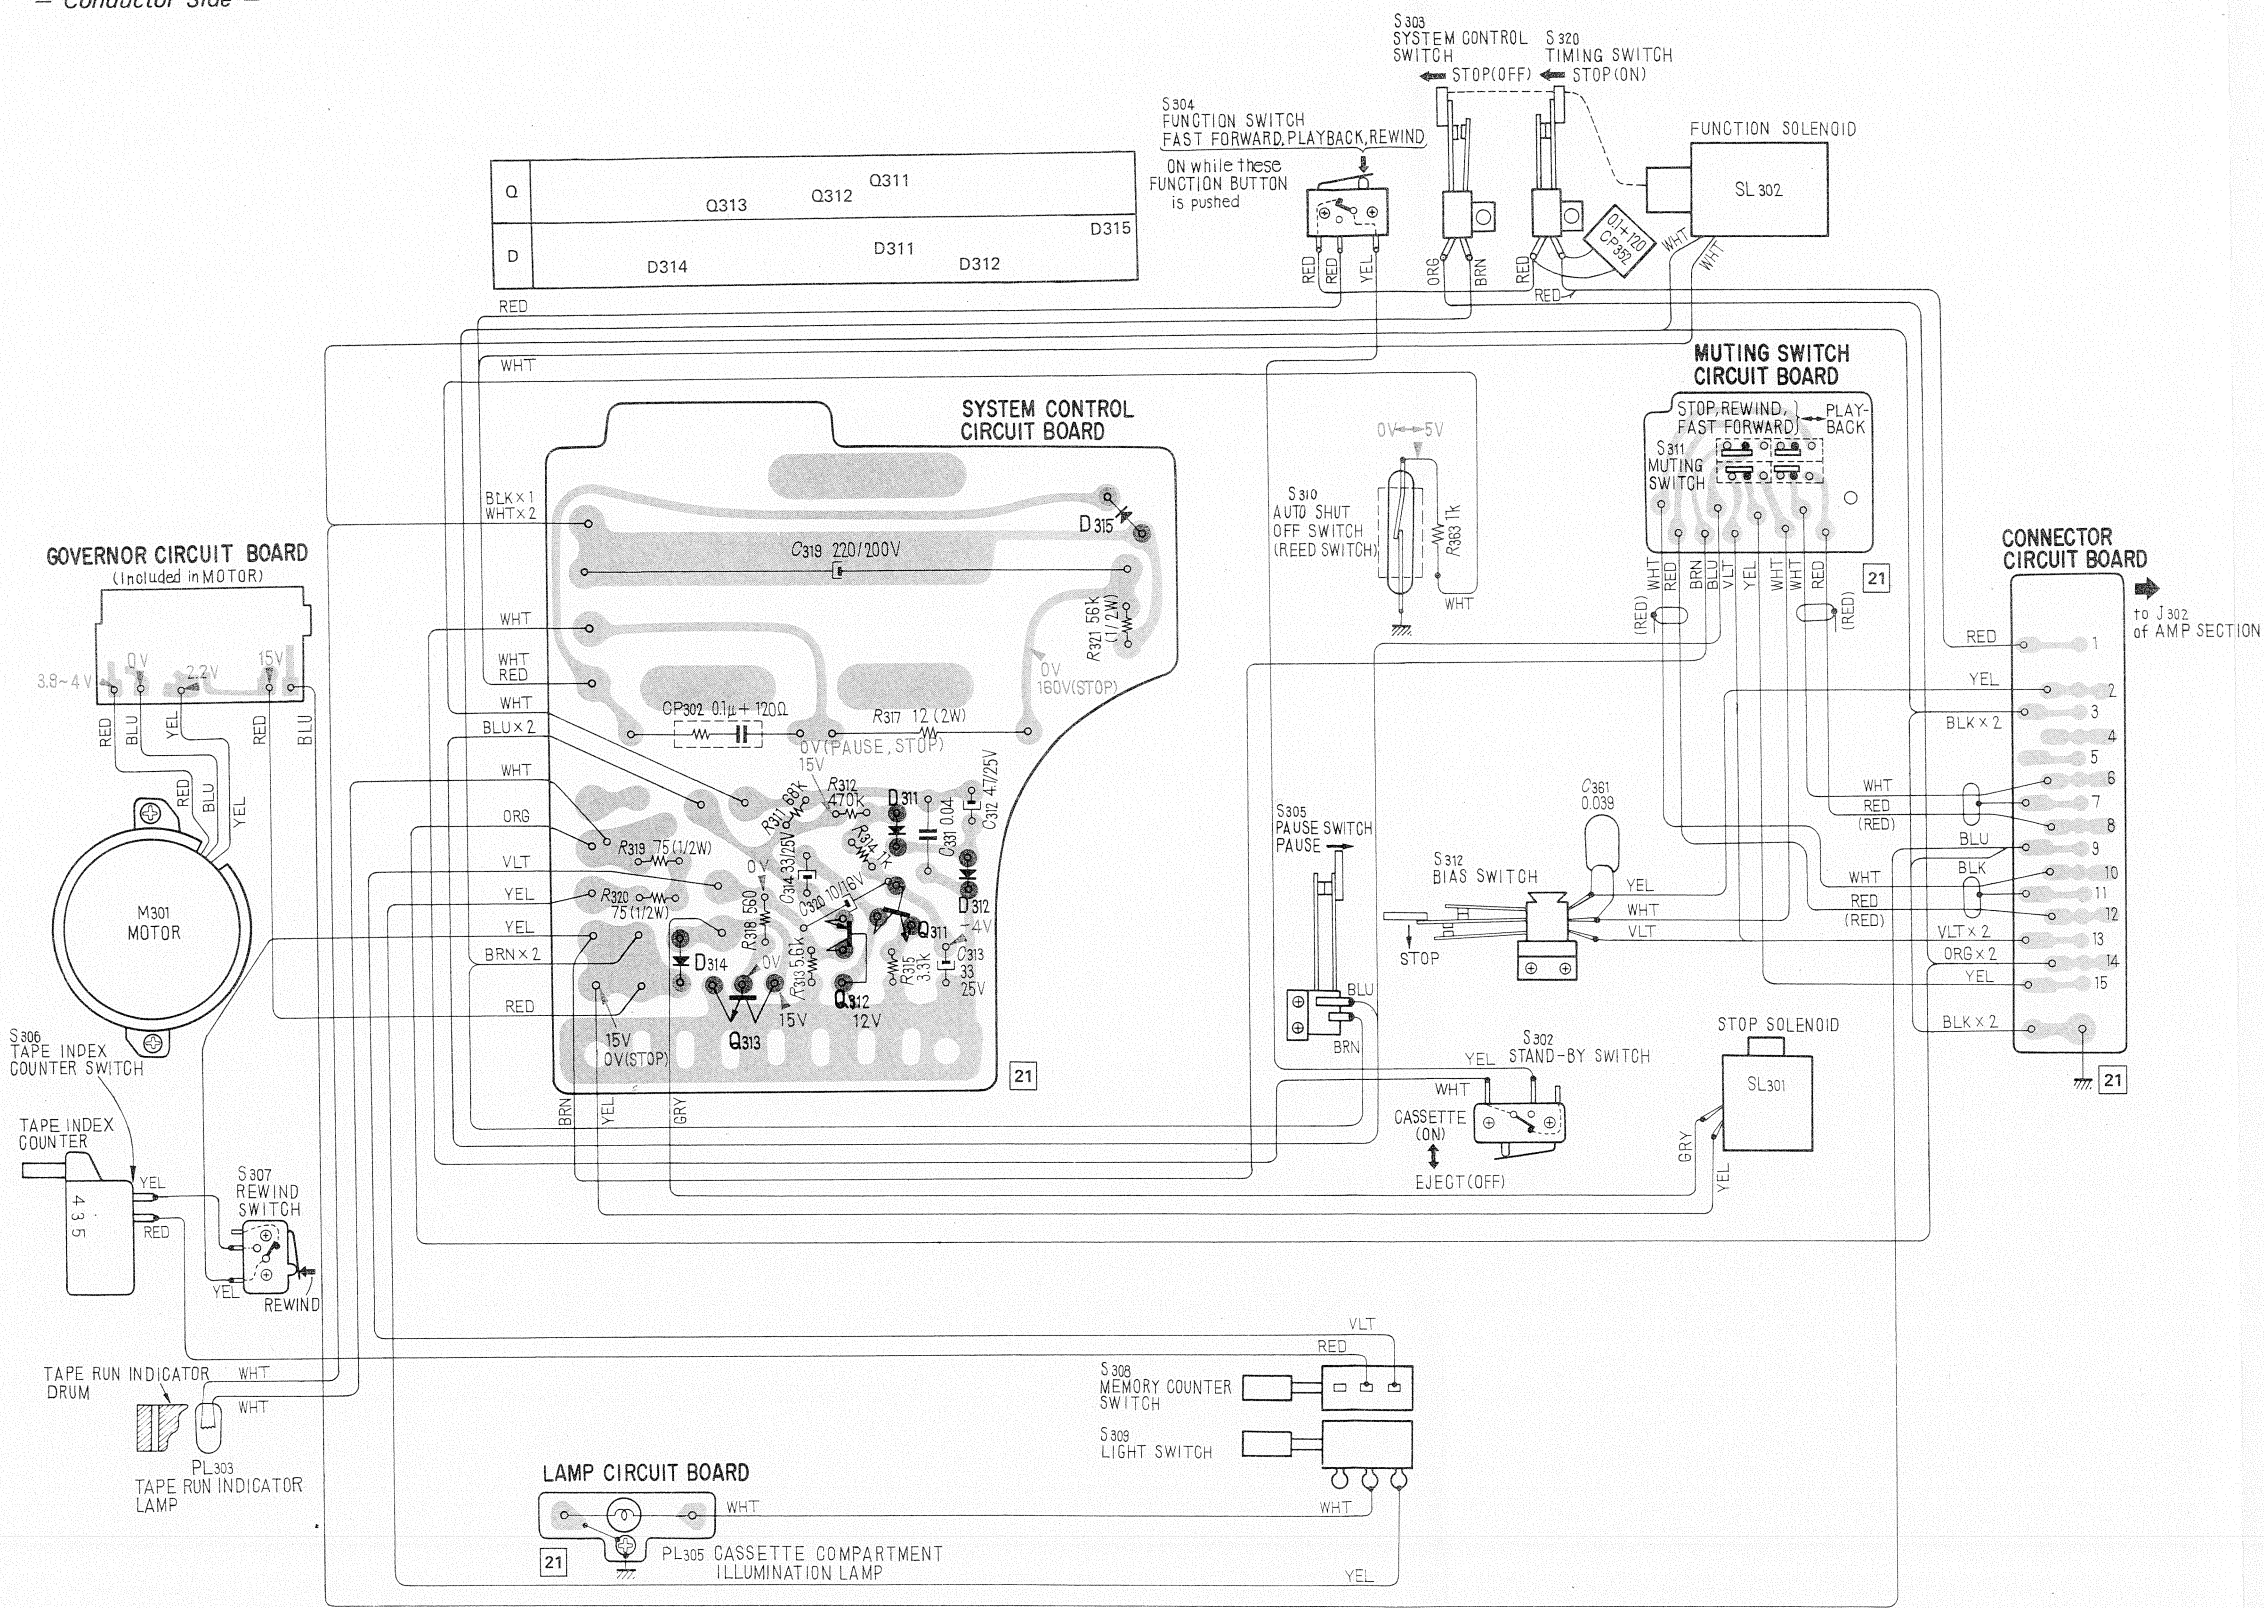 — Conductor Side —
S303
SYSTEM CONTROL
SWITCH
STOP(OFF)
S320
TIMING SWITCH
STOP(ON)
S304
FUNCTION SWITCH
FAST FORWARD, PLAYBACK, REWIND
ON while these
FUNCTION BUTTON
is pushed
FUNCTION SOLENOID
SL302
0.1+120
CP352
WHT
WHT
RED
RED
YEL
ORG
BRN
RED
RED
Q
Q311
Q312
Q313
D
D315
D311
D312
D314
RED
WHT
SYSTEM CONTROL
CIRCUIT BOARD
BLK×1
WHT×2
D315
C319 220/200V
R321 56k
(1/2W)
0V
160V(STOP)
WHT
WHT
RED
WHT
BLU×2
CP302 0.1μ+120Ω
R317 12 (2W)
0V(PAUSE, STOP)
15V
WHT
ORG
VLT
YEL
YEL
BRN×2
RED
R311 68k
R312
470k
D311
C331 0.04
C312 4.7/25V
R319 75(1/2W)
R314 1k
0V
C314 33/25V
C320 10/16V
R320
75(1/2W)
R318 560
D312
Q311
-4V
C313
33
25V
D314
0V
R313 5.6k
R315
3.3k
Q312
12V
15V
Q313
15V
0V(STOP)
21
BRN
YEL
GRY
GOVERNOR CIRCUIT BOARD
(Included in MOTOR)
3.8~4V
0V
2.2V
15V
RED
BLU
YEL
RED
BLU
RED
BLU
YEL
M301
MOTOR
S306
TAPE INDEX
COUNTER SWITCH
TAPE INDEX
COUNTER
435
YEL
RED
S307
REWIND
SWITCH
YEL
REWIND
TAPE RUN INDICATOR
DRUM
WHT
WHT
PL303
TAPE RUN INDICATOR
LAMP
LAMP CIRCUIT BOARD
WHT
21
PL305 CASSETTE COMPARTMENT
ILLUMINATION LAMP
0V
5V
S310
AUTO SHUT
OFF SWITCH
(REED SWITCH)
R363 1k
WHT
MUTING SWITCH
CIRCUIT BOARD
STOP, REWIND,
FAST FORWARD
PLAY-
BACK
S311
MUTING
SWITCH
WHT
RED
BRN
BLU
VLT
YEL
WHT
WHT
RED
(RED)
(RED)
21
CONNECTOR
CIRCUIT BOARD
to J302
of AMP SECTION
RED
1
YEL
2
BLK×2
3
4
5
WHT
6
RED
7
(RED)
8
BLU
9
BLK
10
WHT
11
RED
(RED)
12
VLT×2
13
ORG×2
14
YEL
15
BLK×2
21
S305
PAUSE SWITCH
PAUSE
BLU
BRN
S312
BIAS SWITCH
STOP
C361
0.039
YEL
WHT
VLT
S302
STAND-BY SWITCH
YEL
WHT
CASSETTE
(ON)
EJECT(OFF)
STOP SOLENOID
SL301
GRY
YEL
VLT
RED
S308
MEMORY COUNTER
SWITCH
S309
LIGHT SWITCH
WHT
YEL